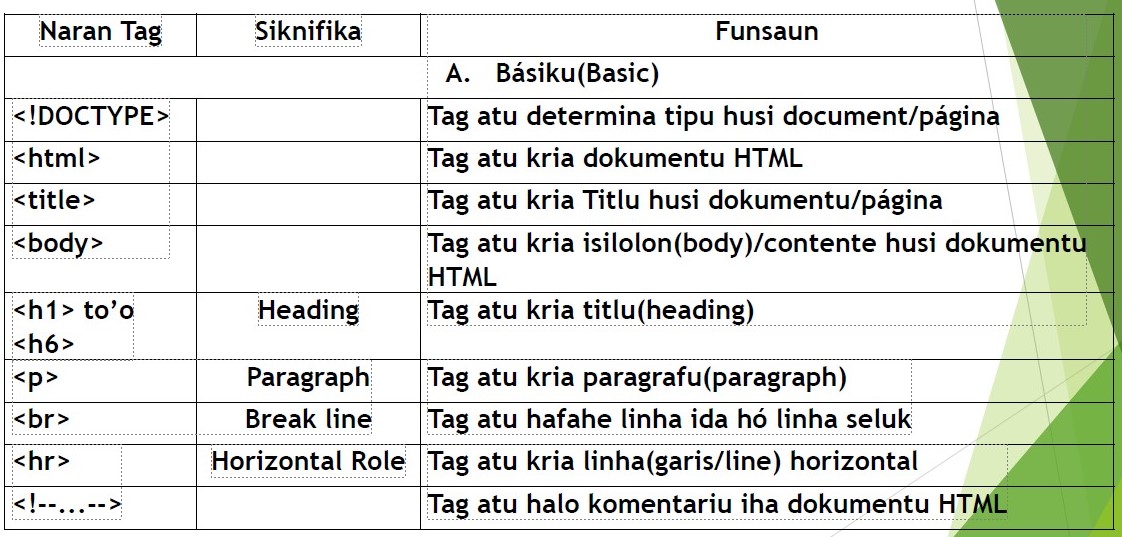 Naran Tag Siknifika Funsaun
A. Básiku(Basic)
<!DOCTYPE> Tag atu determina tipu husi document/página
<html> Tag atu kria dokumentu HTML
<title> Tag atu kria Titlu husi dokumentu/página
<body> Tag atu kria isilolon(body)/contente husi dokumentu
HTML
<h1> to’o Heading Tag atu kria titlu(heading)
<h6>
<p> Paragraph Tag atu kria paragrafu(paragraph)
<br> Break line Tag atu hafahe linha ida hó linha seluk
<hr> Horizontal Role Tag atu kria linha(garis/line) horizontal
<!--...--> Tag atu halo komentariu iha dokumentu HTML